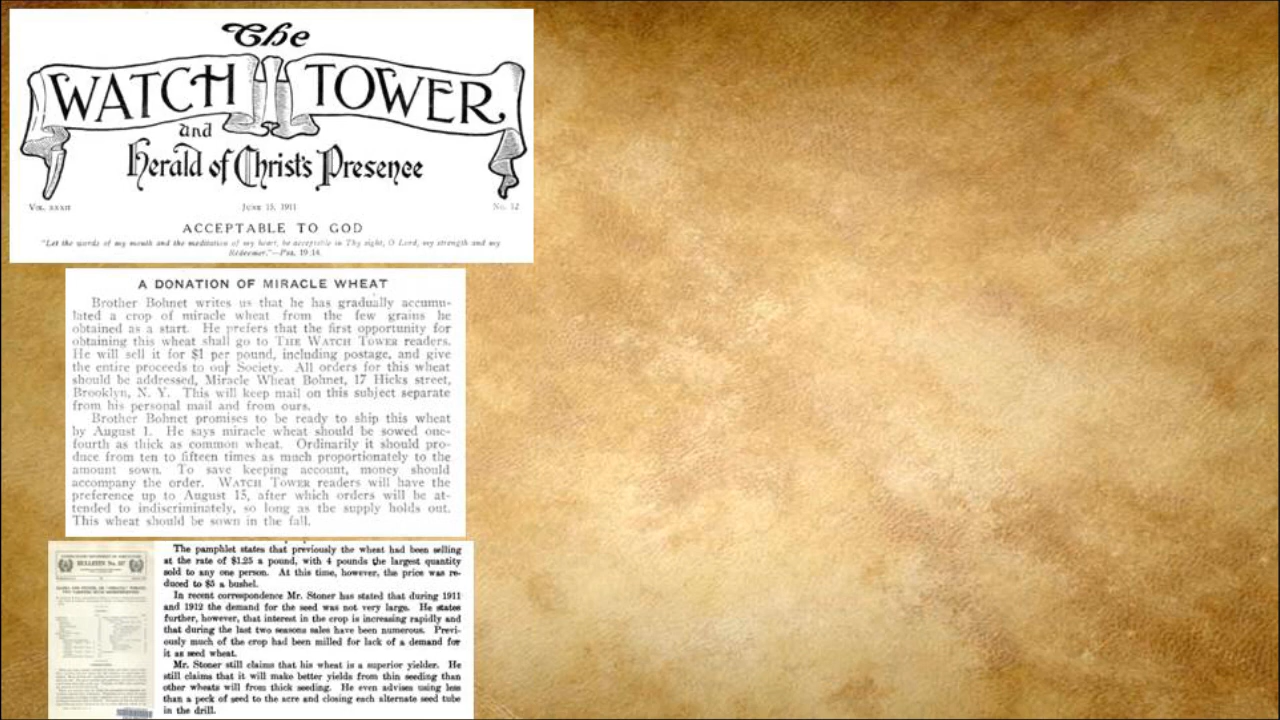 The
WATCH TOWER
and
Herald of Christ's Presence
VOL. XXXII JUNE 15, 1911 No. 12
ACCEPTABLE TO GOD
"Let the words of my mouth and the meditation of my heart, be acceptable in Thy sight, O Lord, my strength and my
Redeemer."—Psa. 19:14.
A DONATION OF MIRACLE WHEAT
Brother Bohnet writes us that he has gradually accumu-
lated a crop of miracle wheat from the few grains he
obtained as a start. He prefers that the first opportunity for
obtaining this wheat shall go to THE WATCH TOWER readers.
He will sell it for $1 per pound, including postage, and give
the entire proceeds to our Society. All orders for this wheat
should be addressed, Miracle Wheat Bohnet, 17 Hicks street,
Brooklyn, N. Y. This will keep mail on this subject separate
from his personal mail and from ours.
Brother Bohnet promises to be ready to ship this wheat
by August 1. He says miracle wheat should be sowed one-
fourth as thick as common wheat. Ordinarily it should pro-
duce from ten to fifteen times as much proportionately to the
amount sown. To save keeping account, money should
accompany the order. WATCH TOWER readers will have the
preference up to August 15, after which orders will be at-
tended to indiscriminately, so long as the supply holds out.
This wheat should be sown in the fall.
BULLETIN No. 357
The pamphlet states that previously the wheat had been selling
at the rate of $1.25 a pound, with 4 pounds the largest quantity
sold to any one person. At this time, however, the price was re-
duced to $5 a bushel.
In recent correspondence Mr. Stoner has stated that during 1911
and 1912 the demand for the seed was not very large. He states
further, however, that interest in the crop is increasing rapidly and
that during the last two seasons sales have been numerous. Previ-
ously much of the crop had been milled for lack of a demand for
it as seed wheat.
Mr. Stoner still claims that his wheat is a superior yielder. He
still claims that it will make better yields from thin seeding than
other wheats will from thick seeding. He even advises using less
than a peck of seed to the acre and closing each alternate seed tube
in the drill.